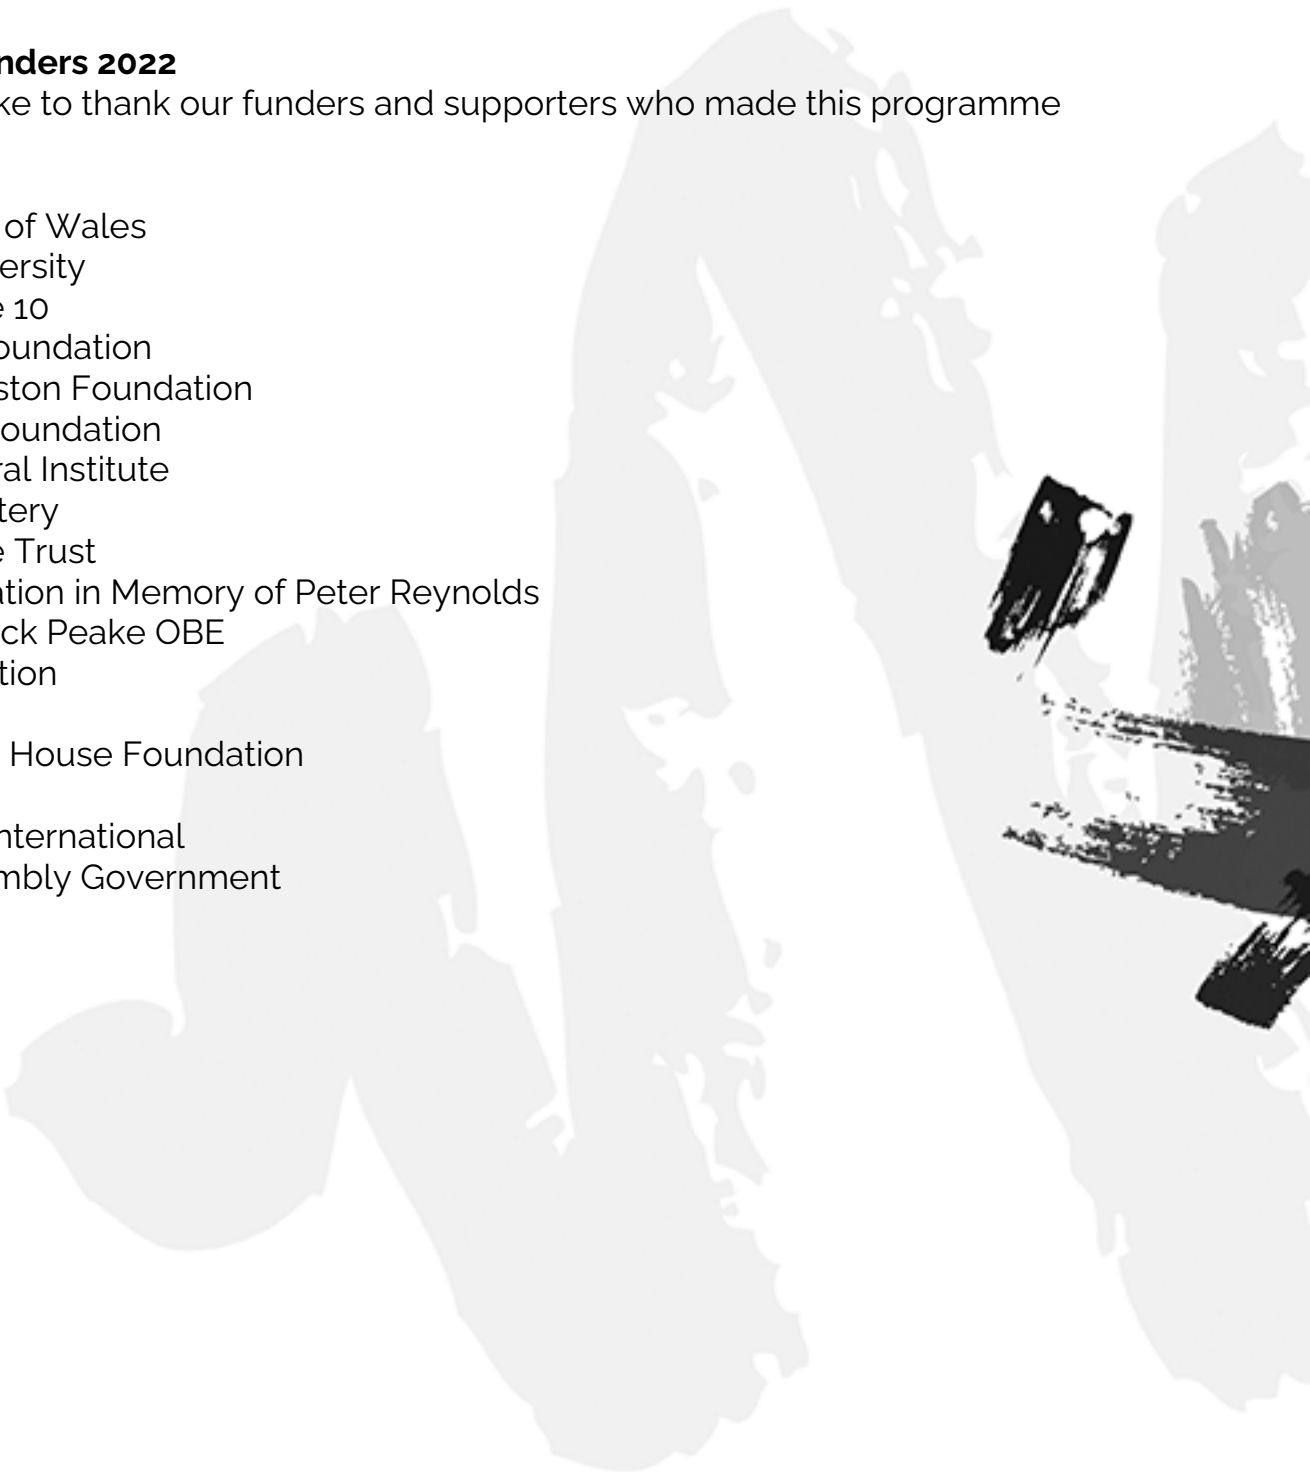 nders 2022
ke to thank our funders and supporters who made this programme
of Wales
ersity
e 10
oundation
ston Foundation
oundation
ral Institute
tery
e Trust
ation in Memory of Peter Reynolds
ck Peake OBE
tion
House Foundation
nternational
mbly Government